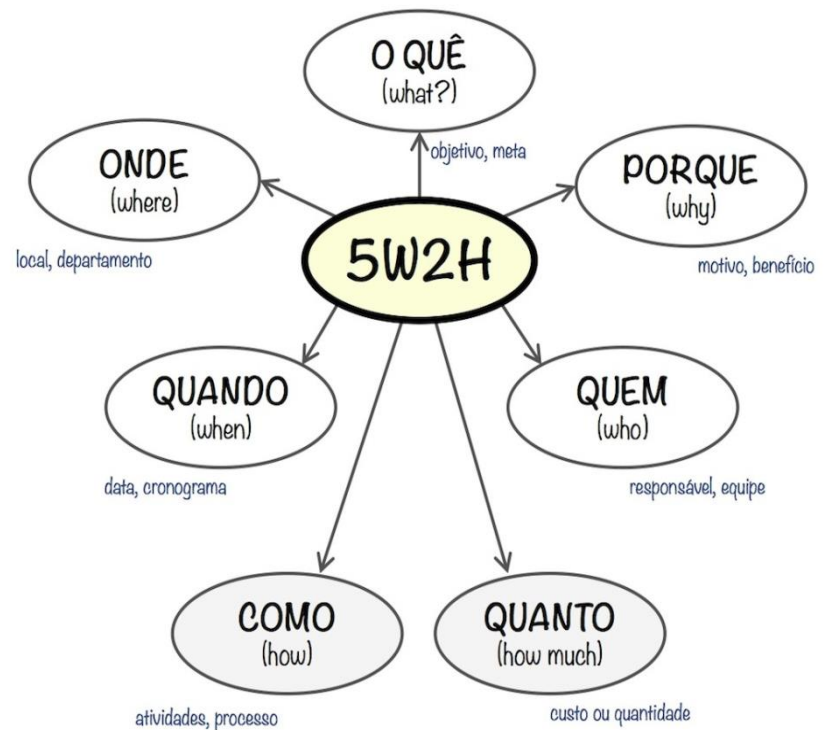 O QUÊ
(what?)
objetivo, meta
ONDE
(where)
local, departamento
PORQUE
(why)
motivo, benefício
5W2H
QUANDO
(when)
data, cronograma
QUEM
(who)
responsável, equipe
COMO
(how)
atividades, processo
QUANTO
(how much)
custo ou quantidade